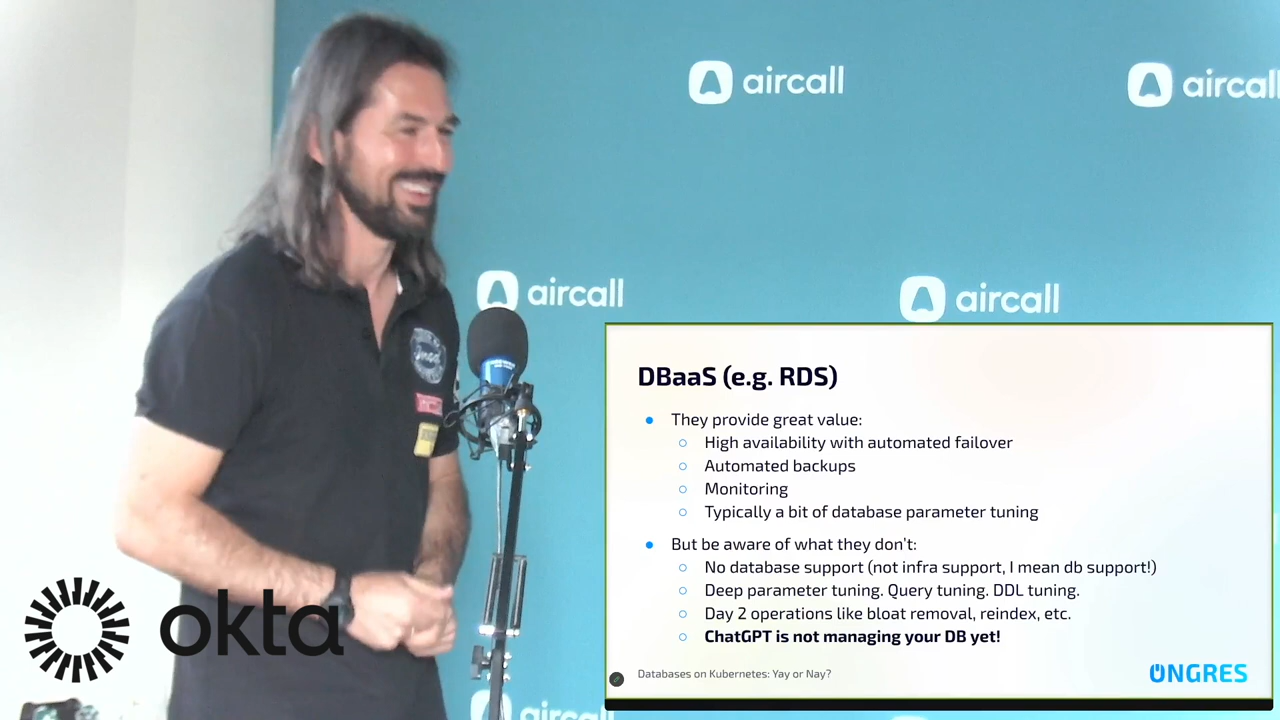 aircall
aircall
aircall
aircall
DBaaS (e.g. RDS)
They provide great value:
High availability with automated failover
Automated backups
Monitoring
Typically a bit of database parameter tuning
But be aware of what they don't:
No database support (not infra support, I mean db support!)
Deep parameter tuning. Query tuning. DDL tuning.
Day 2 operations like bloat removal, reindex, etc.
ChatGPT is not managing your DB yet!
Databases on Kubernetes: Yay or Nay?
ONGRES
okta
aircall